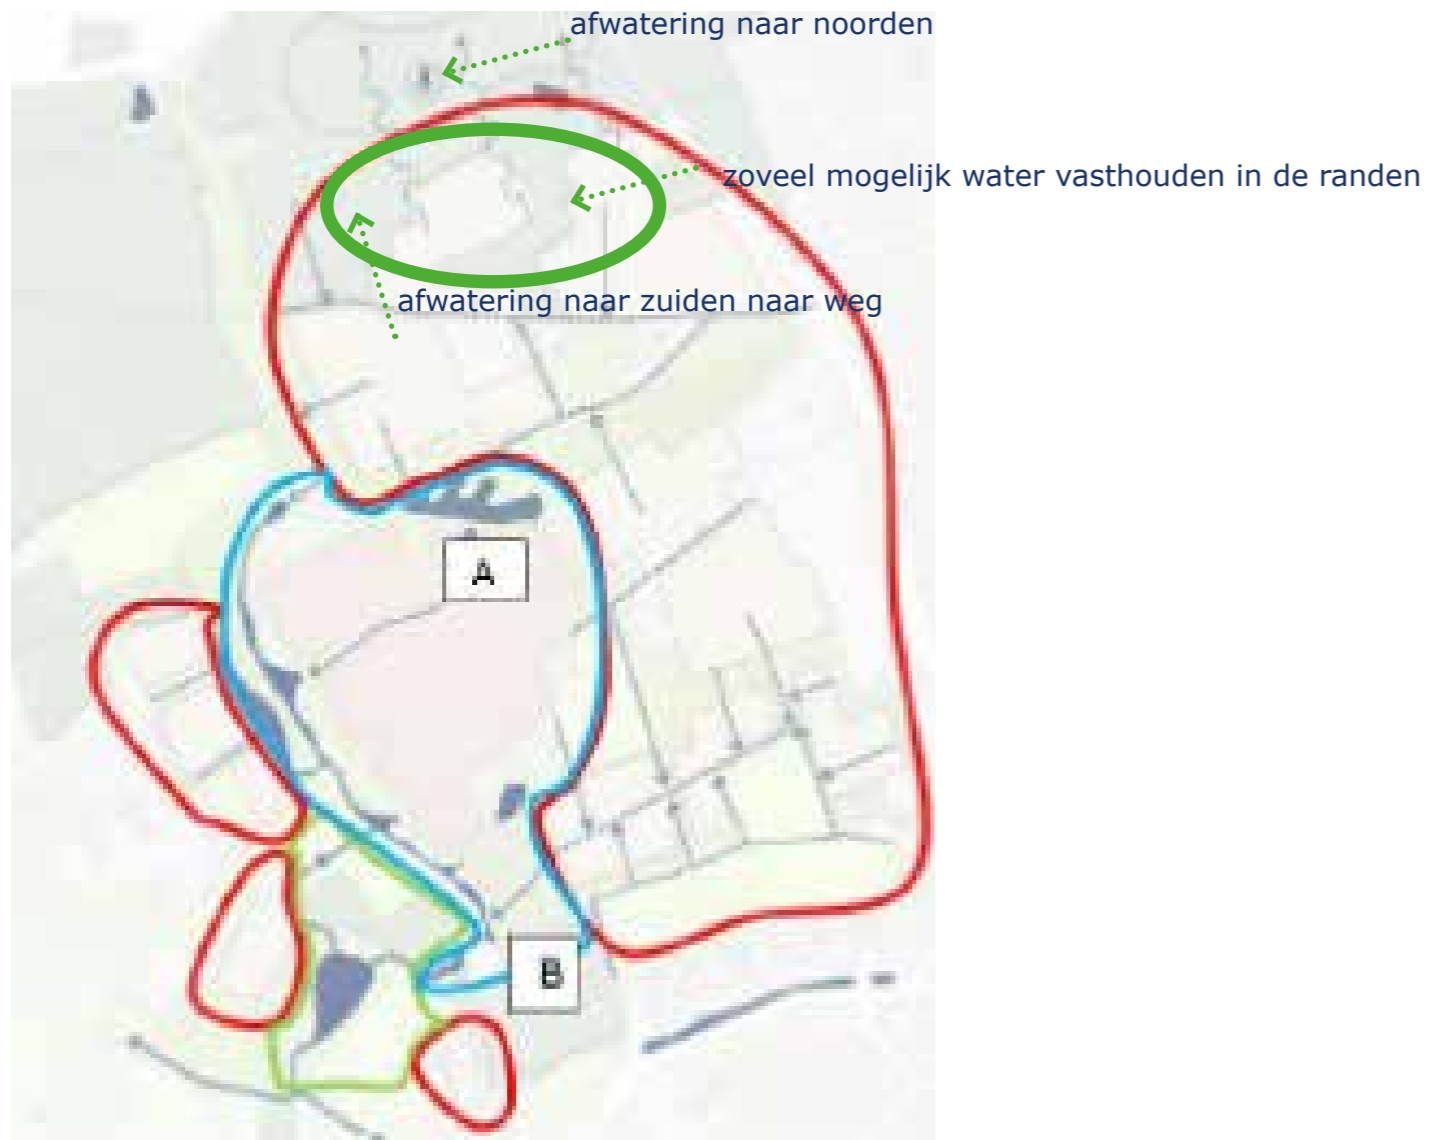 afwatering naar noorden
zoveel mogelijk water vasthouden in de randen
afwatering naar zuiden naar weg
A
B